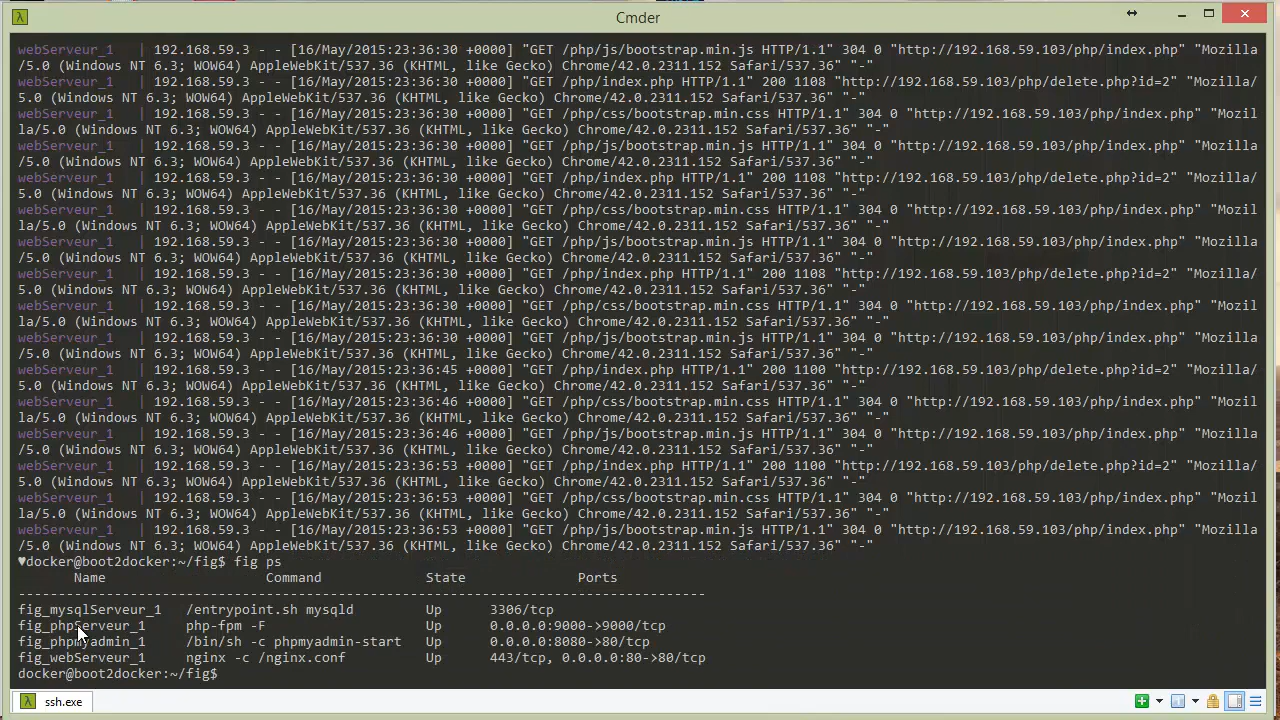 Cmder
webServeur_1   | 192.168.59.3 - - [16/May/2015:23:36:30 +0000] "GET /php/js/bootstrap.min.js HTTP/1.1" 304 0 "http://192.168.59.103/php/index.php" "Mozilla
/5.0 (Windows NT 6.3; WOW64) AppleWebKit/537.36 (KHTML, like Gecko) Chrome/42.0.2311.152 Safari/537.36" "-"
webServeur_1   | 192.168.59.3 - - [16/May/2015:23:36:30 +0000] "GET /php/index.php HTTP/1.1" 200 1108 "http://192.168.59.103/php/delete.php?id=2" "Mozilla/
5.0 (Windows NT 6.3; WOW64) AppleWebKit/537.36 (KHTML, like Gecko) Chrome/42.0.2311.152 Safari/537.36" "-"
webServeur_1   | 192.168.59.3 - - [16/May/2015:23:36:30 +0000] "GET /php/css/bootstrap.min.css HTTP/1.1" 304 0 "http://192.168.59.103/php/index.php" "Mozil
la/5.0 (Windows NT 6.3; WOW64) AppleWebKit/537.36 (KHTML, like Gecko) Chrome/42.0.2311.152 Safari/537.36" "-"
webServeur_1   | 192.168.59.3 - - [16/May/2015:23:36:30 +0000] "GET /php/js/bootstrap.min.js HTTP/1.1" 304 0 "http://192.168.59.103/php/index.php" "Mozilla
/5.0 (Windows NT 6.3; WOW64) AppleWebKit/537.36 (KHTML, like Gecko) Chrome/42.0.2311.152 Safari/537.36" "-"
webServeur_1   | 192.168.59.3 - - [16/May/2015:23:36:30 +0000] "GET /php/index.php HTTP/1.1" 200 1108 "http://192.168.59.103/php/delete.php?id=2" "Mozilla/
5.0 (Windows NT 6.3; WOW64) AppleWebKit/537.36 (KHTML, like Gecko) Chrome/42.0.2311.152 Safari/537.36" "-"
webServeur_1   | 192.168.59.3 - - [16/May/2015:23:36:30 +0000] "GET /php/css/bootstrap.min.css HTTP/1.1" 304 0 "http://192.168.59.103/php/index.php" "Mozil
la/5.0 (Windows NT 6.3; WOW64) AppleWebKit/537.36 (KHTML, like Gecko) Chrome/42.0.2311.152 Safari/537.36" "-"
webServeur_1   | 192.168.59.3 - - [16/May/2015:23:36:30 +0000] "GET /php/js/bootstrap.min.js HTTP/1.1" 304 0 "http://192.168.59.103/php/index.php" "Mozilla
/5.0 (Windows NT 6.3; WOW64) AppleWebKit/537.36 (KHTML, like Gecko) Chrome/42.0.2311.152 Safari/537.36" "-"
webServeur_1   | 192.168.59.3 - - [16/May/2015:23:36:30 +0000] "GET /php/index.php HTTP/1.1" 200 1108 "http://192.168.59.103/php/delete.php?id=2" "Mozilla/
5.0 (Windows NT 6.3; WOW64) AppleWebKit/537.36 (KHTML, like Gecko) Chrome/42.0.2311.152 Safari/537.36" "-"
webServeur_1   | 192.168.59.3 - - [16/May/2015:23:36:30 +0000] "GET /php/css/bootstrap.min.css HTTP/1.1" 304 0 "http://192.168.59.103/php/index.php" "Mozil
la/5.0 (Windows NT 6.3; WOW64) AppleWebKit/537.36 (KHTML, like Gecko) Chrome/42.0.2311.152 Safari/537.36" "-"
webServeur_1   | 192.168.59.3 - - [16/May/2015:23:36:30 +0000] "GET /php/js/bootstrap.min.js HTTP/1.1" 304 0 "http://192.168.59.103/php/index.php" "Mozilla
/5.0 (Windows NT 6.3; WOW64) AppleWebKit/537.36 (KHTML, like Gecko) Chrome/42.0.2311.152 Safari/537.36" "-"
webServeur_1   | 192.168.59.3 - - [16/May/2015:23:36:45 +0000] "GET /php/index.php HTTP/1.1" 200 1100 "http://192.168.59.103/php/delete.php?id=2" "Mozilla/
5.0 (Windows NT 6.3; WOW64) AppleWebKit/537.36 (KHTML, like Gecko) Chrome/42.0.2311.152 Safari/537.36" "-"
webServeur_1   | 192.168.59.3 - - [16/May/2015:23:36:46 +0000] "GET /php/css/bootstrap.min.css HTTP/1.1" 304 0 "http://192.168.59.103/php/index.php" "Mozil
la/5.0 (Windows NT 6.3; WOW64) AppleWebKit/537.36 (KHTML, like Gecko) Chrome/42.0.2311.152 Safari/537.36" "-"
webServeur_1   | 192.168.59.3 - - [16/May/2015:23:36:46 +0000] "GET /php/js/bootstrap.min.js HTTP/1.1" 304 0 "http://192.168.59.103/php/index.php" "Mozilla
/5.0 (Windows NT 6.3; WOW64) AppleWebKit/537.36 (KHTML, like Gecko) Chrome/42.0.2311.152 Safari/537.36" "-"
webServeur_1   | 192.168.59.3 - - [16/May/2015:23:36:53 +0000] "GET /php/index.php HTTP/1.1" 200 1100 "http://192.168.59.103/php/delete.php?id=2" "Mozilla/
5.0 (Windows NT 6.3; WOW64) AppleWebKit/537.36 (KHTML, like Gecko) Chrome/42.0.2311.152 Safari/537.36" "-"
webServeur_1   | 192.168.59.3 - - [16/May/2015:23:36:53 +0000] "GET /php/css/bootstrap.min.css HTTP/1.1" 304 0 "http://192.168.59.103/php/index.php" "Mozil
la/5.0 (Windows NT 6.3; WOW64) AppleWebKit/537.36 (KHTML, like Gecko) Chrome/42.0.2311.152 Safari/537.36" "-"
webServeur_1   | 192.168.59.3 - - [16/May/2015:23:36:53 +0000] "GET /php/js/bootstrap.min.js HTTP/1.1" 304 0 "http://192.168.59.103/php/index.php" "Mozilla
/5.0 (Windows NT 6.3; WOW64) AppleWebKit/537.36 (KHTML, like Gecko) Chrome/42.0.2311.152 Safari/537.36" "-"
♥docker@boot2docker:~/fig$ fig ps
Name Command State Ports
--------------------------------------------------------------------------------------
fig_mysqlServeur_1   /entrypoint.sh mysqld         Up      3306/tcp
fig_phpServeur_1     php-fpm -F                    Up      0.0.0.0:9000->9000/tcp
fig_phpmyadmin_1     /bin/sh -c phpmyadmin-start   Up      0.0.0.0:8080->80/tcp
fig_webServeur_1     nginx -c /nginx.conf          Up      443/tcp, 0.0.0.0:80->80/tcp
docker@boot2docker:~/fig$
ssh.exe